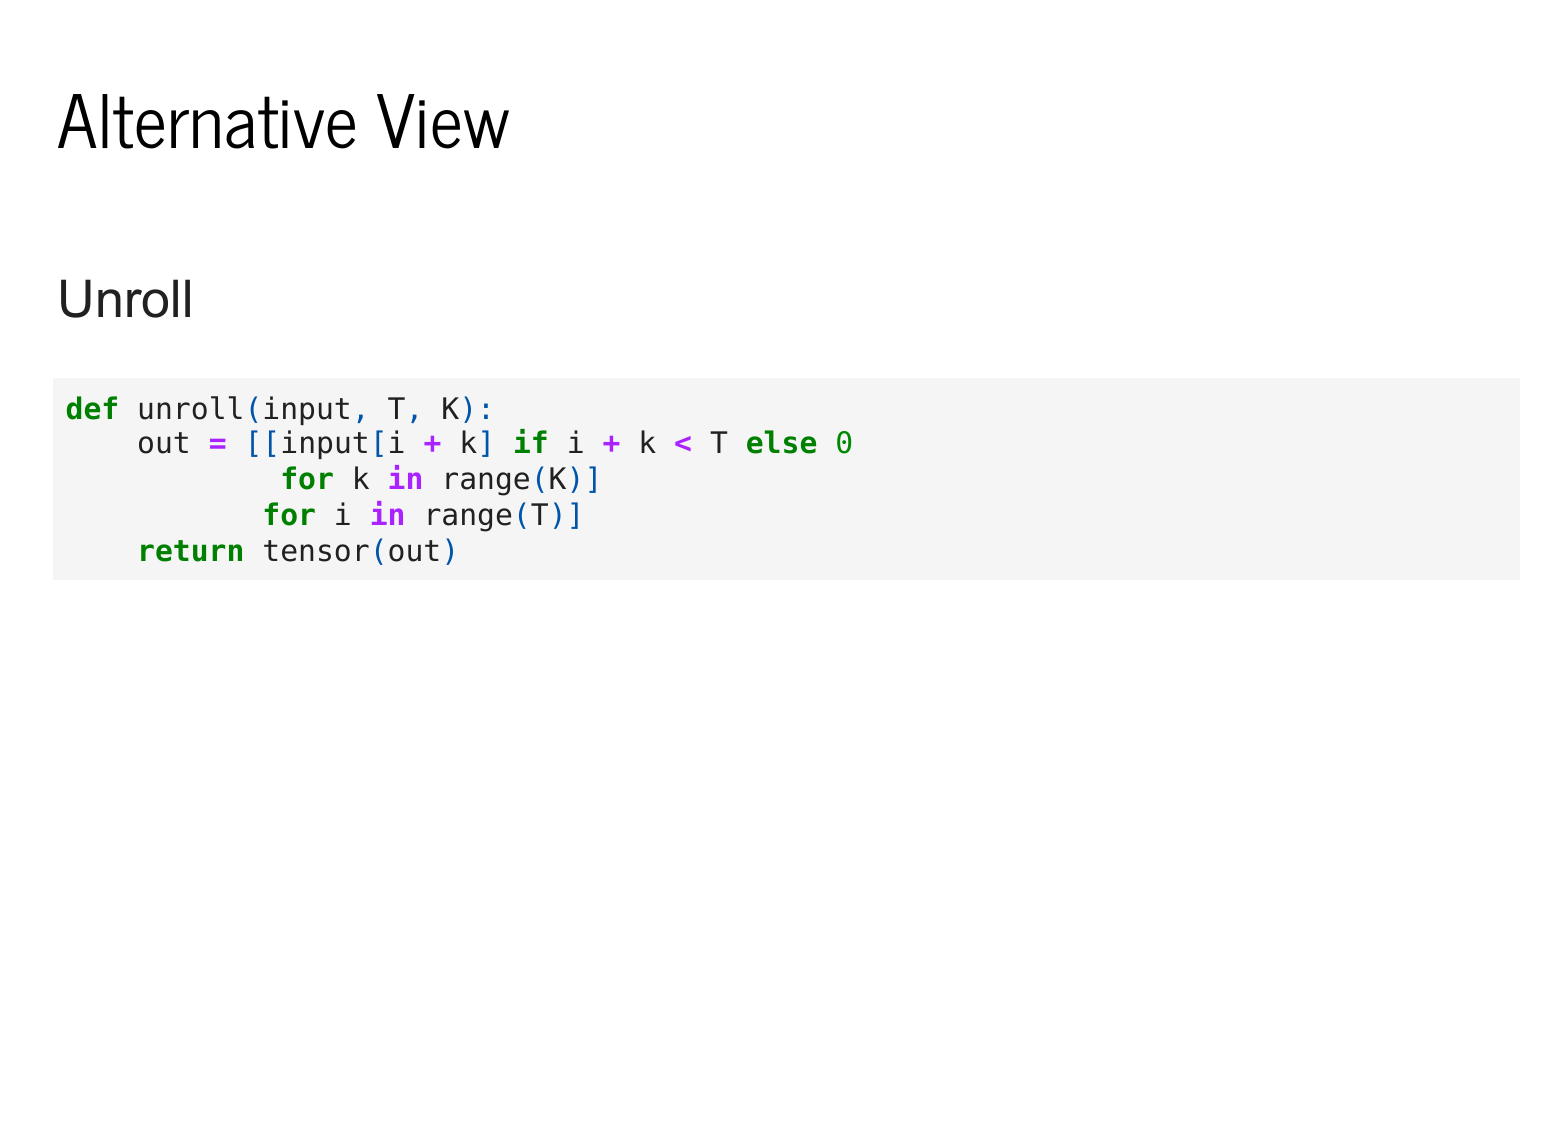 Alternative View
Unroll
def unroll(input, T, K):
    out = [[input[i + k] if i + k < T else 0
            for k in range(K)]
           for i in range(T)]
    return tensor(out)